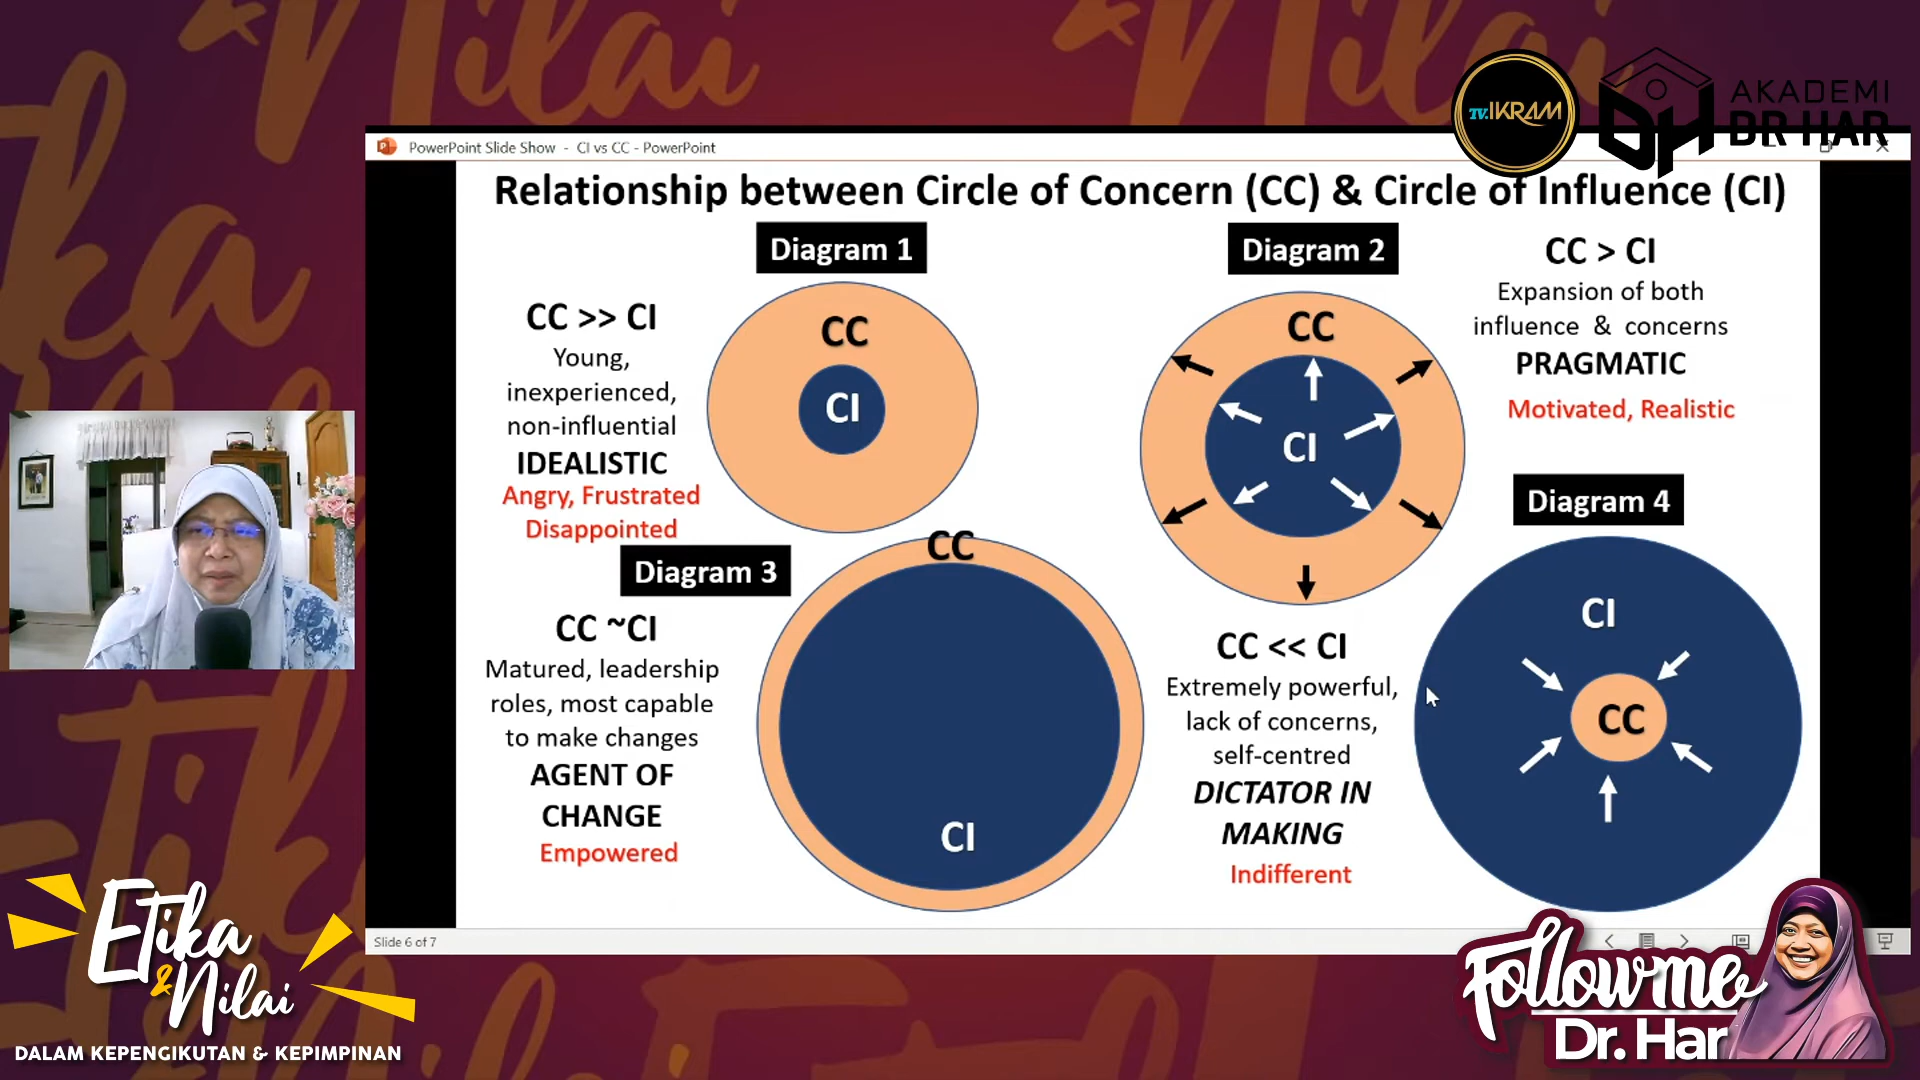 Nilai
Nilai
TV.IKRAM
AKADEMI
DR HAR
PowerPoint Slide Show - CI vs CC - PowerPoint
Relationship between Circle of Concern (CC) & Circle of Influence (CI)
Diagram 1
CC >> CI
Young,
inexperienced,
non-influential
IDEALISTIC
Angry, Frustrated
Disappointed
CC
CI
Diagram 2
CC > CI
Expansion of both
influence & concerns
PRAGMATIC
Motivated, Realistic
CC
CI
Diagram 3
CC ~CI
Matured, leadership
roles, most capable
to make changes
AGENT OF
CHANGE
Empowered
CC
CI
Diagram 4
CC << CI
Extremely powerful,
lack of concerns,
self-centred
DICTATOR IN
MAKING
Indifferent
CI
CC
Slide 6 of 7
Etika
& Nilai
DALAM KEPENGIKUTAN & KEPIMPINAN
Follow me
Dr. Har